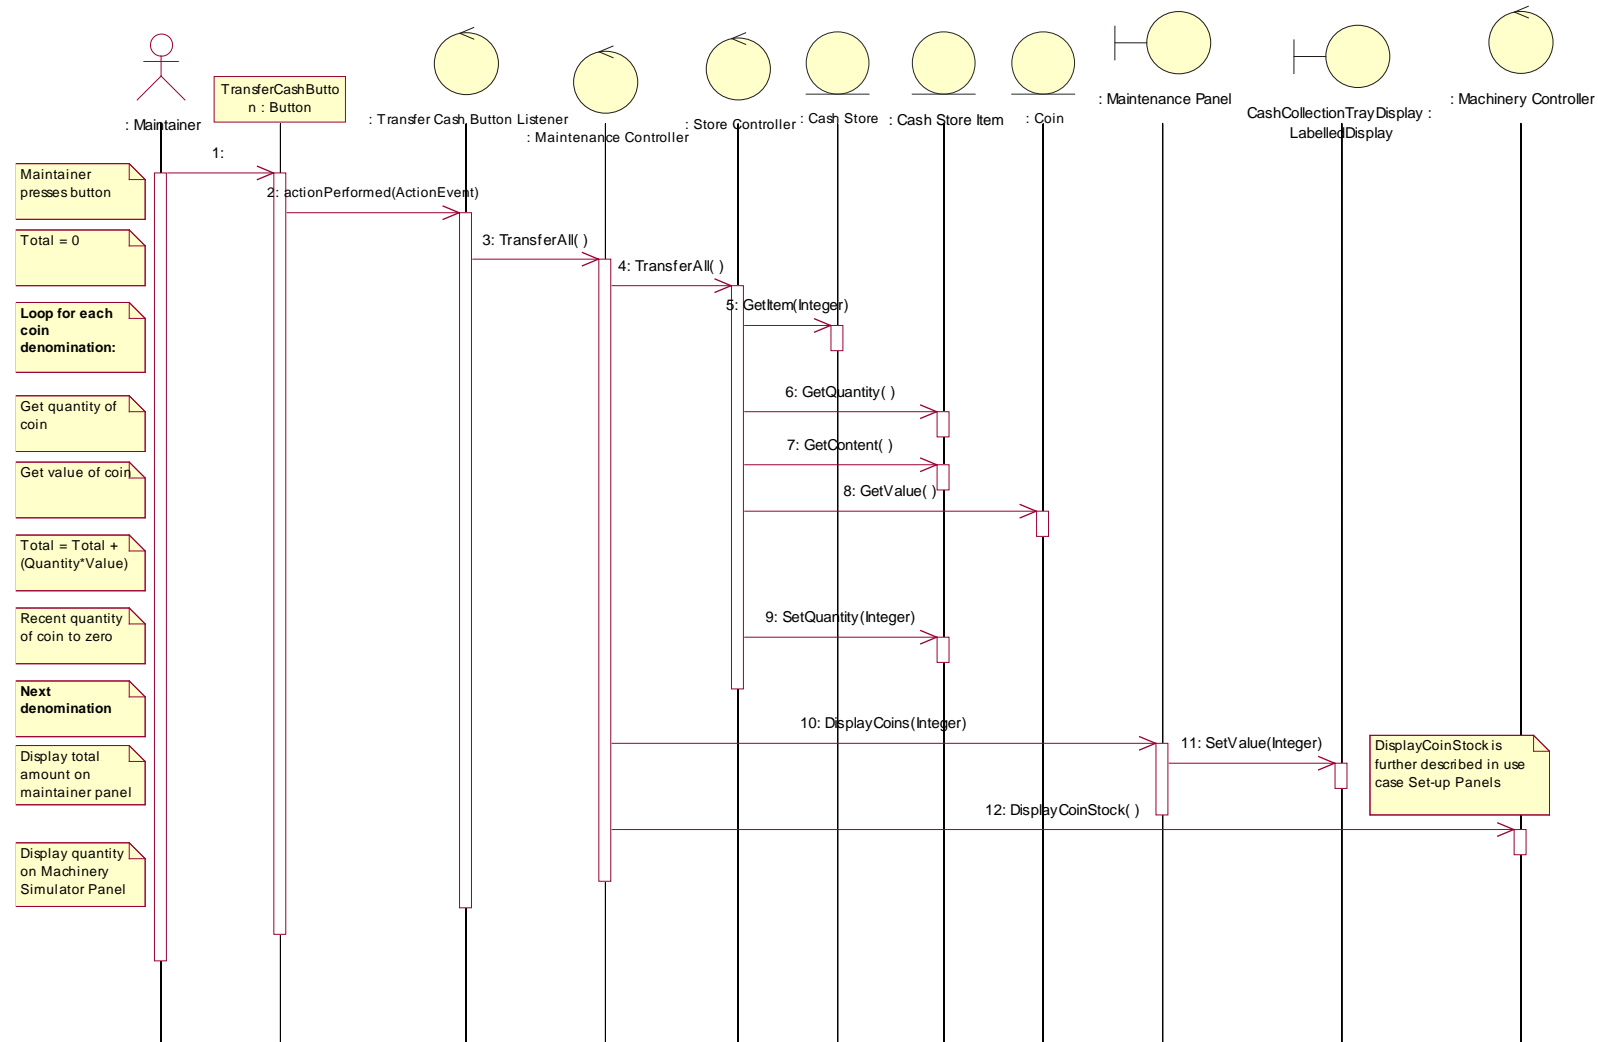 TransferCashButto
n : Button
: Maintainer
: Transfer Cash Button Listener
: Maintenance Controller
: Store Controller
: Cash Store
: Cash Store Item
: Coin
: Maintenance Panel
CashCollectionTrayDisplay :
LabelledDisplay
: Machinery Controller
1:
Maintainer
presses button
2: actionPerformed(ActionEvent)
Total = 0
3: TransferAll( )
4: TransferAll( )
Loop for each
coin
denomination:
5: GetItem(Integer)
6: GetQuantity( )
Get quantity of
coin
7: GetContent( )
Get value of coin
8: GetValue( )
Total = Total +
(Quantity*Value)
Recent quantity
of coin to zero
9: SetQuantity(Integer)
Next
denomination
10: DisplayCoins(Integer)
11: SetValue(Integer)
DisplayCoinStock is
further described in use
case Set-up Panels
Display total
amount on
maintainer panel
12: DisplayCoinStock( )
Display quantity
on Machinery
Simulator Panel